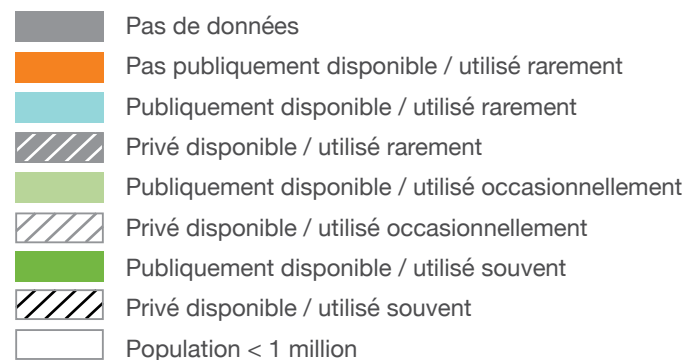 Pas de données
Pas publiquement disponible / utilisé rarement
Publiquement disponible / utilisé rarement
Privé disponible / utilisé rarement
Publiquement disponible / utilisé occasionnellement
Privé disponible / utilisé occasionnellement
Publiquement disponible / utilisé souvent
Privé disponible / utilisé souvent
Population < 1 million